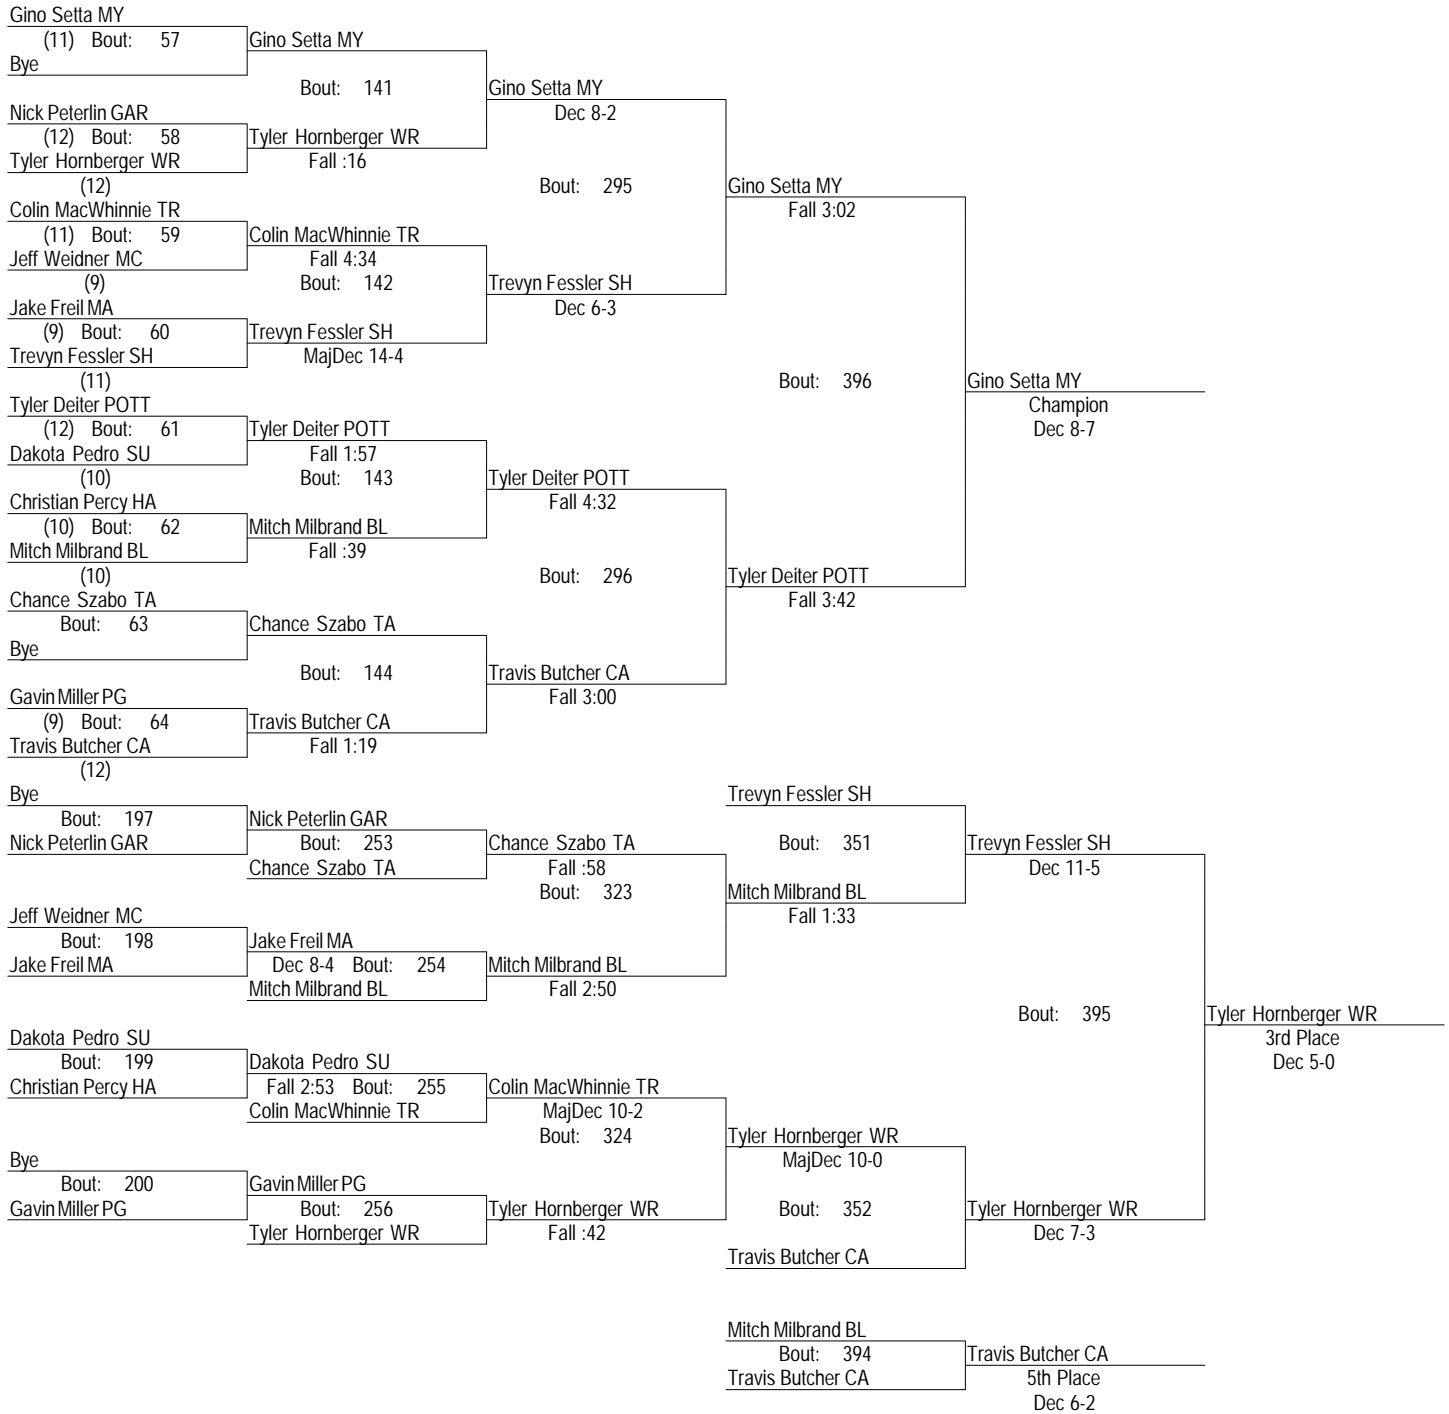 Gino Setta MY
(11) Bout: 57 Gino Setta MY
Bye
Bout: 141 Gino Setta MY
Nick Peterlin GAR Dec 8-2
(12) Bout: 58 Tyler Hornberger WR
Tyler Hornberger WR Fall :16
(12) Bout: 295 Gino Setta MY
Colin MacWhinnie TR Fall 3:02
(11) Bout: 59 Colin MacWhinnie TR
Jeff Weidner MC Fall 4:34
(9) Bout: 142 Trevyn Fessler SH
Jake Freil MA Dec 6-3
(9) Bout: 60 Trevyn Fessler SH
Trevyn Fessler SH MajDec 14-4
(11) Bout: 396 Gino Setta MY
Tyler Deiter POTT Champion
(12) Bout: 61 Tyler Deiter POTT Dec 8-7
Dakota Pedro SU Fall 1:57
(10) Bout: 143 Tyler Deiter POTT
Christian Percy HA Fall 4:32
(10) Bout: 62 Mitch Milbrand BL
Mitch Milbrand BL Fall :39
(10) Bout: 296 Tyler Deiter POTT
Chance Szabo TA Fall 3:42
Bout: 63 Chance Szabo TA
Bye
Bout: 144 Travis Butcher CA
Gavin Miller PG Fall 3:00
(9) Bout: 64 Travis Butcher CA
Travis Butcher CA Fall 1:19
(12)
Bye Trevyn Fessler SH
Bout: 197 Nick Peterlin GAR
Nick Peterlin GAR Bout: 253 Chance Szabo TA Bout: 351 Trevyn Fessler SH
Chance Szabo TA Fall :58 Dec 11-5
Bout: 323 Mitch Milbrand BL
Jeff Weidner MC Fall 1:33
Bout: 198 Jake Freil MA
Jake Freil MA Dec 8-4 Bout: 254 Mitch Milbrand BL
Mitch Milbrand BL Fall 2:50
Bout: 395 Tyler Hornberger WR
Dakota Pedro SU 3rd Place
Bout: 199 Dakota Pedro SU Dec 5-0
Christian Percy HA Fall 2:53 Bout: 255 Colin MacWhinnie TR
Colin MacWhinnie TR MajDec 10-2
Bout: 324 Tyler Hornberger WR
Bye MajDec 10-0
Bout: 200 Gavin Miller PG
Gavin Miller PG Bout: 256 Tyler Hornberger WR Bout: 352 Tyler Hornberger WR
Tyler Hornberger WR Fall :42 Dec 7-3
Travis Butcher CA
Mitch Milbrand BL
Bout: 394 Travis Butcher CA
Travis Butcher CA 5th Place
Dec 6-2